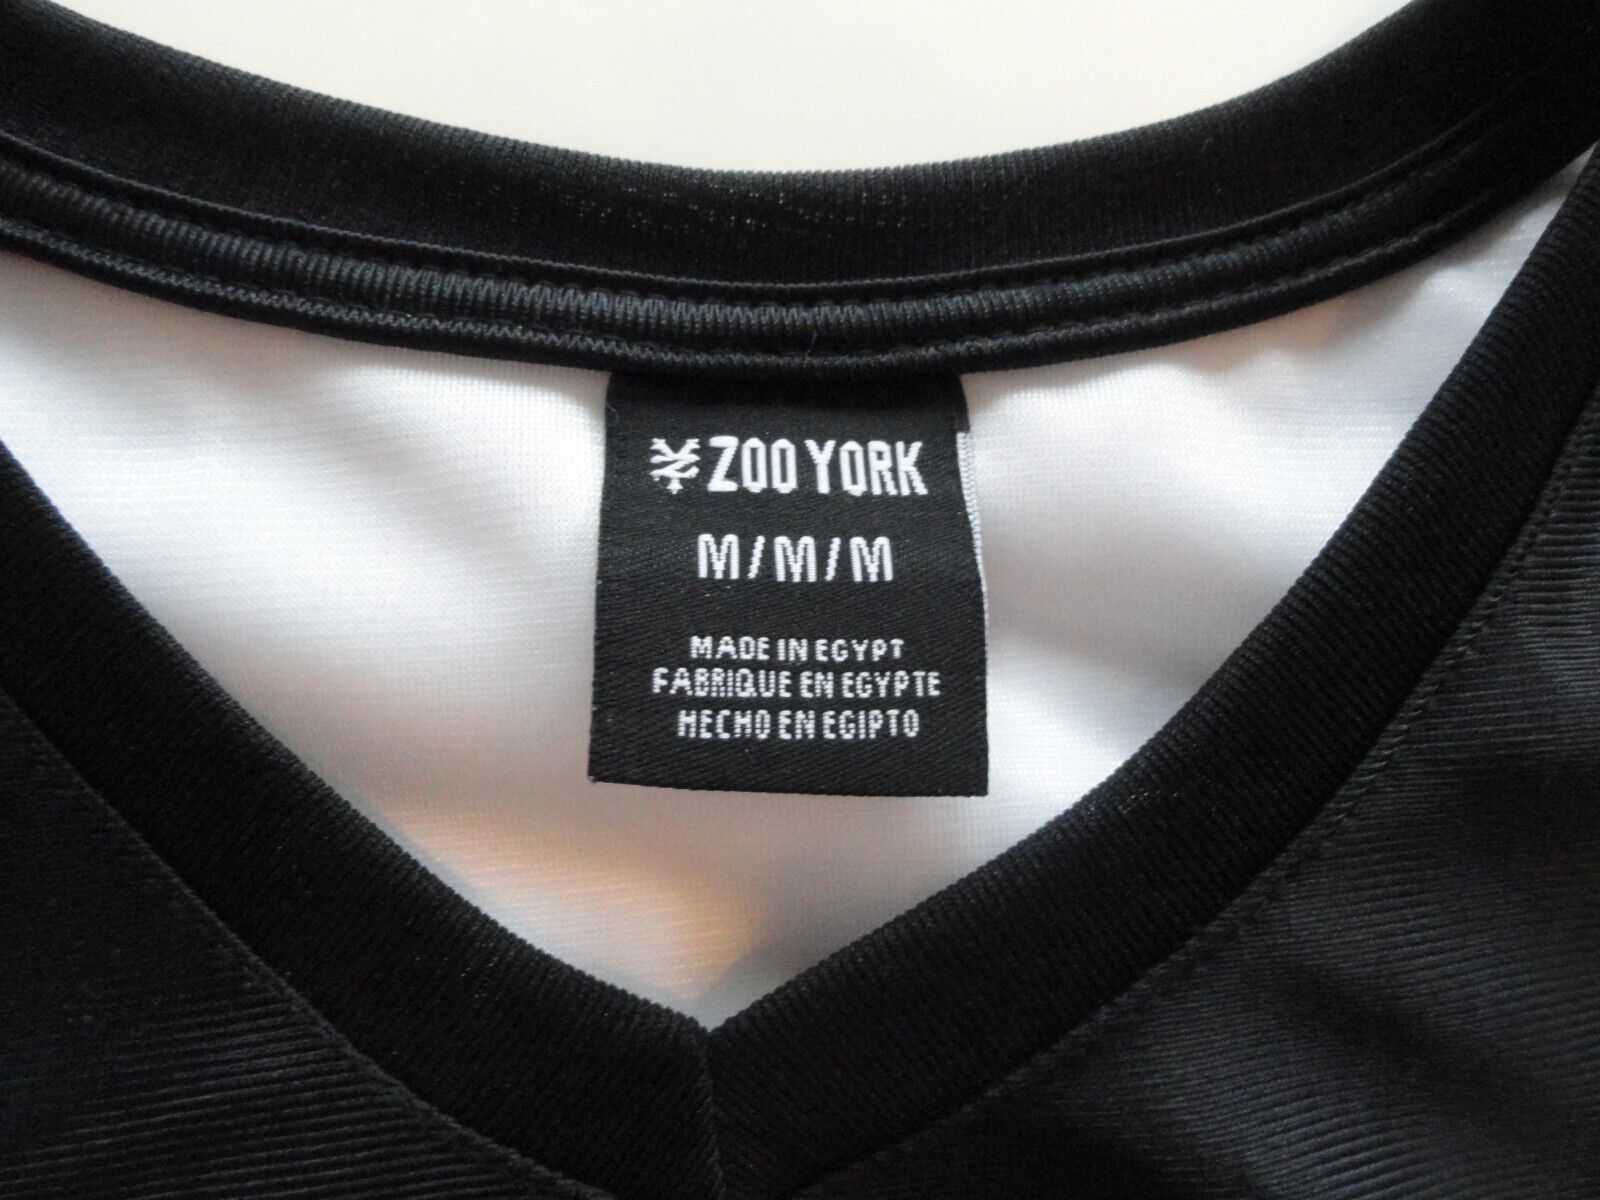 ZOO YORK
M/M/M
MADE IN EGYPT
FABRIQUE EN EGYPTE
HECHO EN EGIPTO